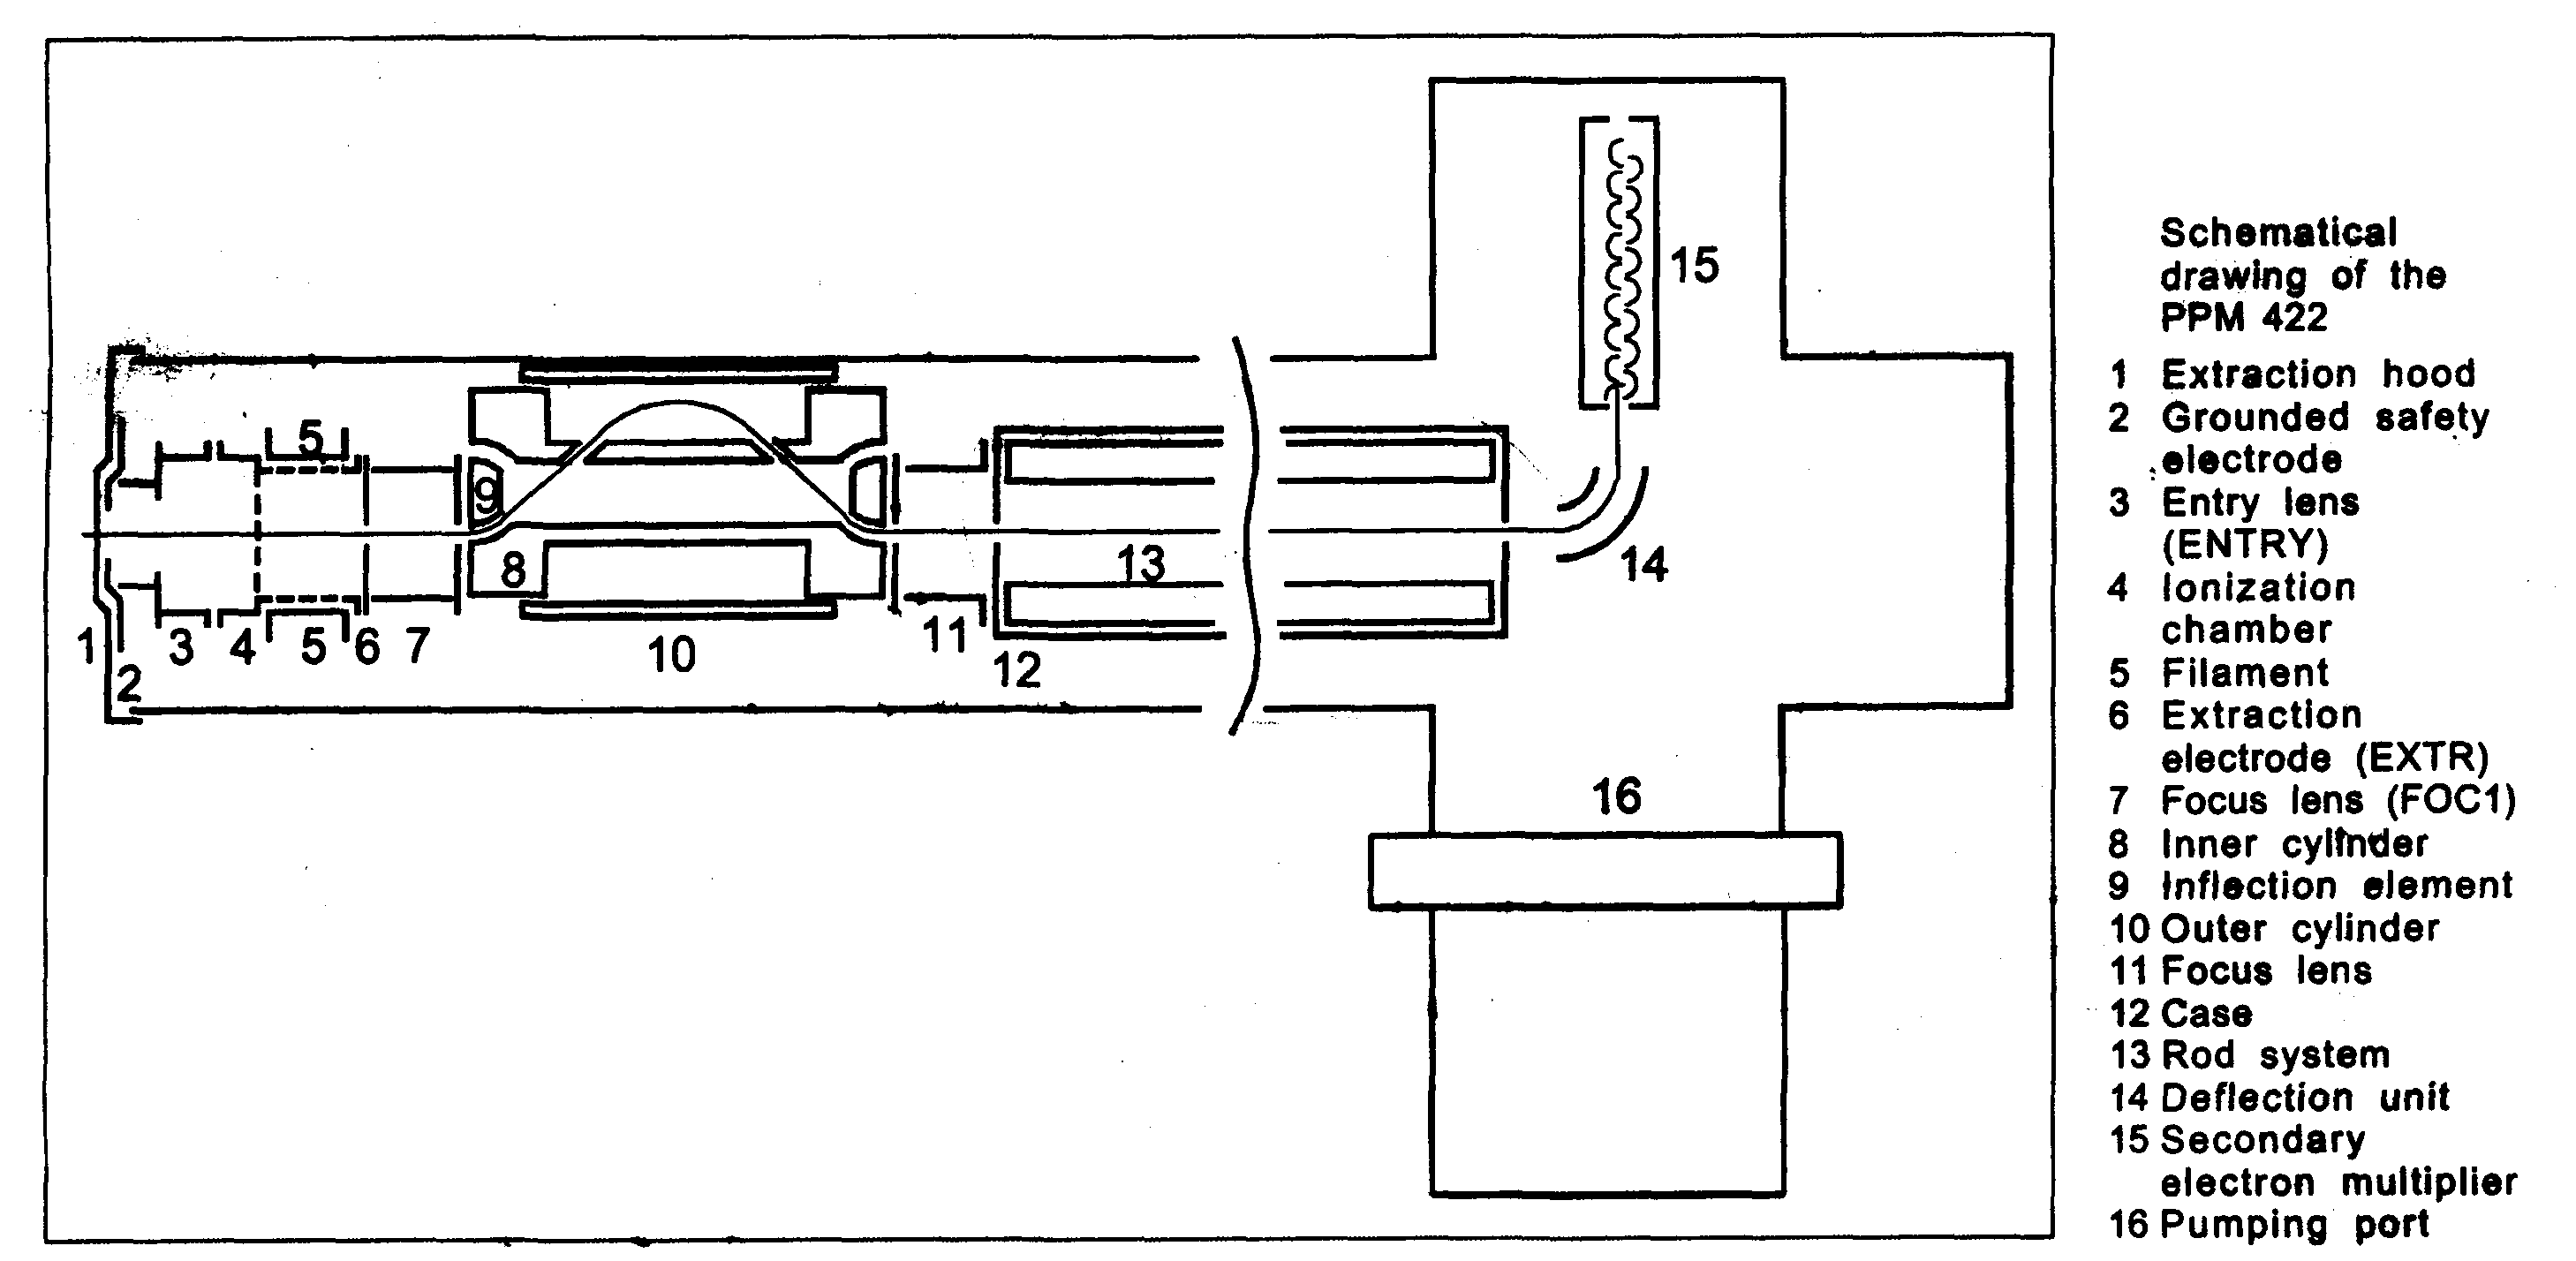 5
9
8
1
2
3
4
5
6
7
10
11
12
13
14
15
16
Schematical
drawing of the
PPM 422
1 Extraction hood
2 Grounded safety
electrode
3 Entry lens
(ENTRY)
4 Ionization
chamber
5 Filament
6 Extraction
electrode (EXTR)
7 Focus lens (FOC1)
8 Inner cylinder
9 Inflection element
10 Outer cylinder
11 Focus lens
12 Case
13 Rod system
14 Deflection unit
15 Secondary
electron multiplier
16 Pumping port